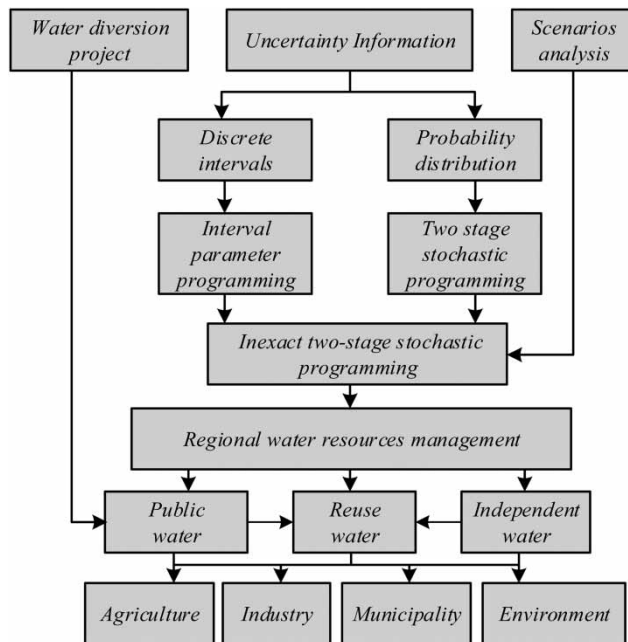 Water diversion
project
Uncertainty Information
Scenarios
analysis
Discrete
intervals
Probability
distribution
Interval
parameter
programming
Two stage
stochastic
programming
Inexact two-stage stochastic
programming
Regional water resources management
Public
water
Reuse
water
Independent
water
Agriculture
Industry
Municipality
Environment